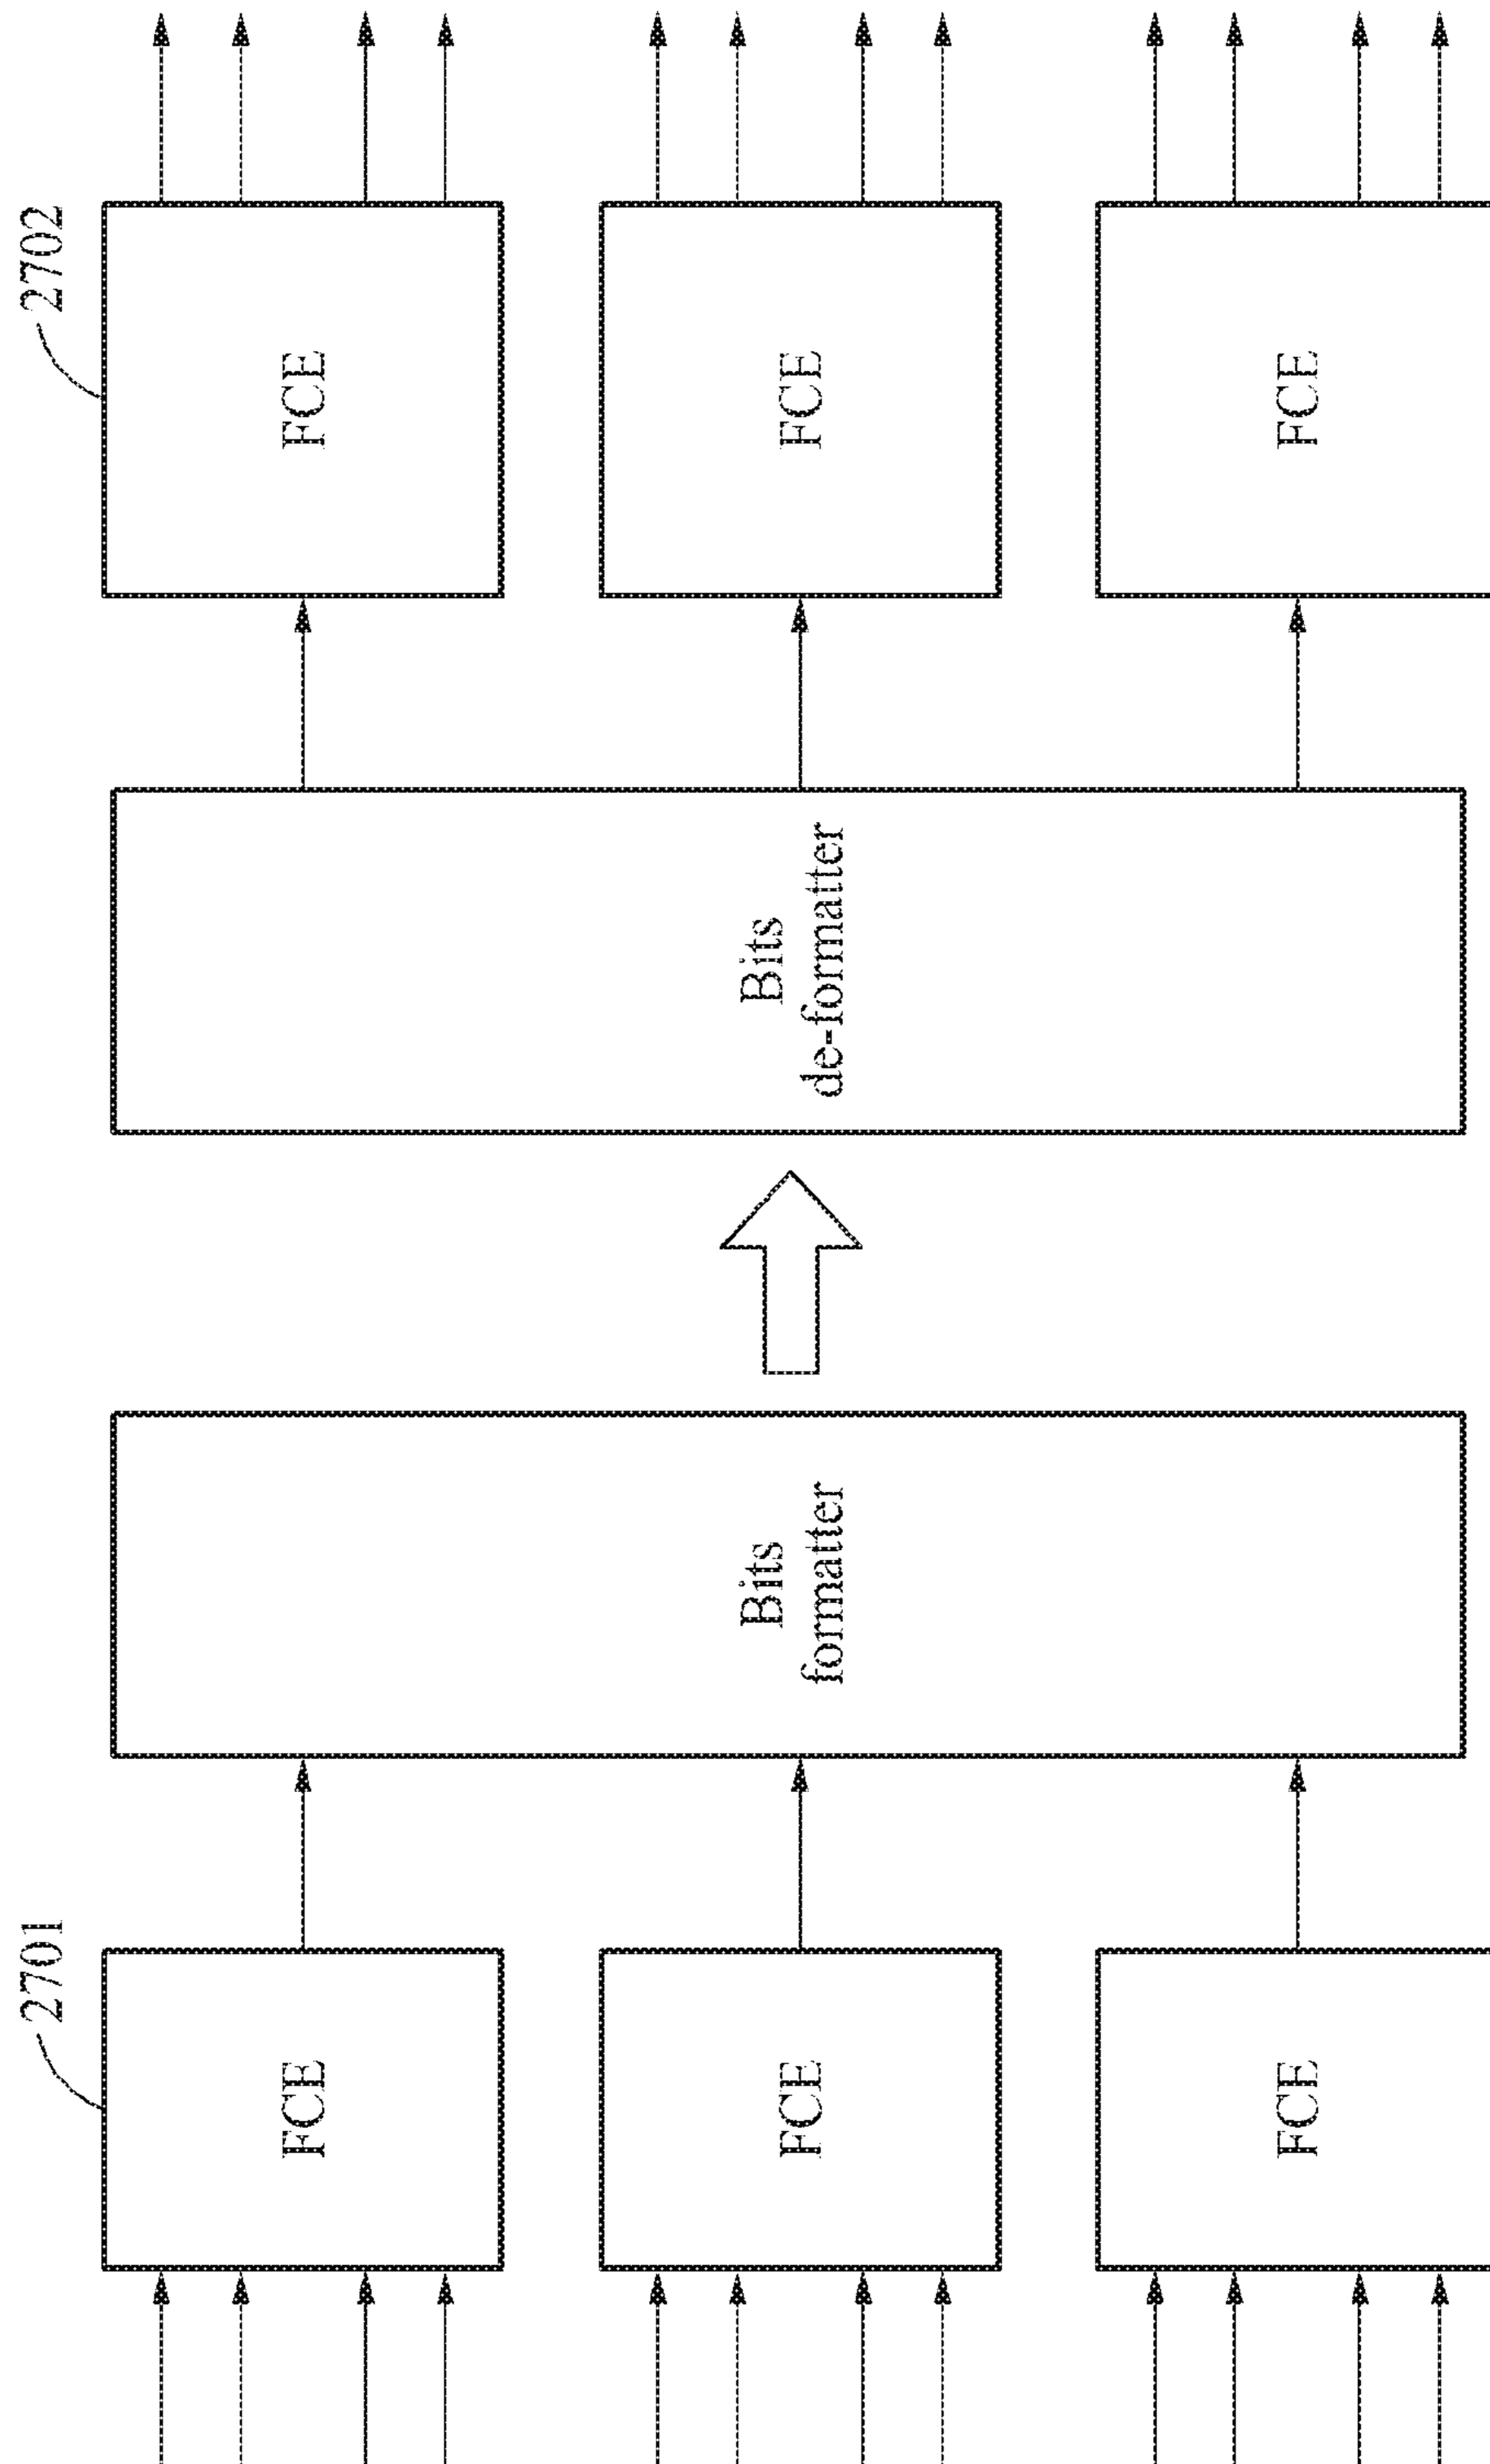 2701
FCE
FCE
FCE
Bits
formatter
Bits
de-formatter
2702
FCE
FCE
FCE